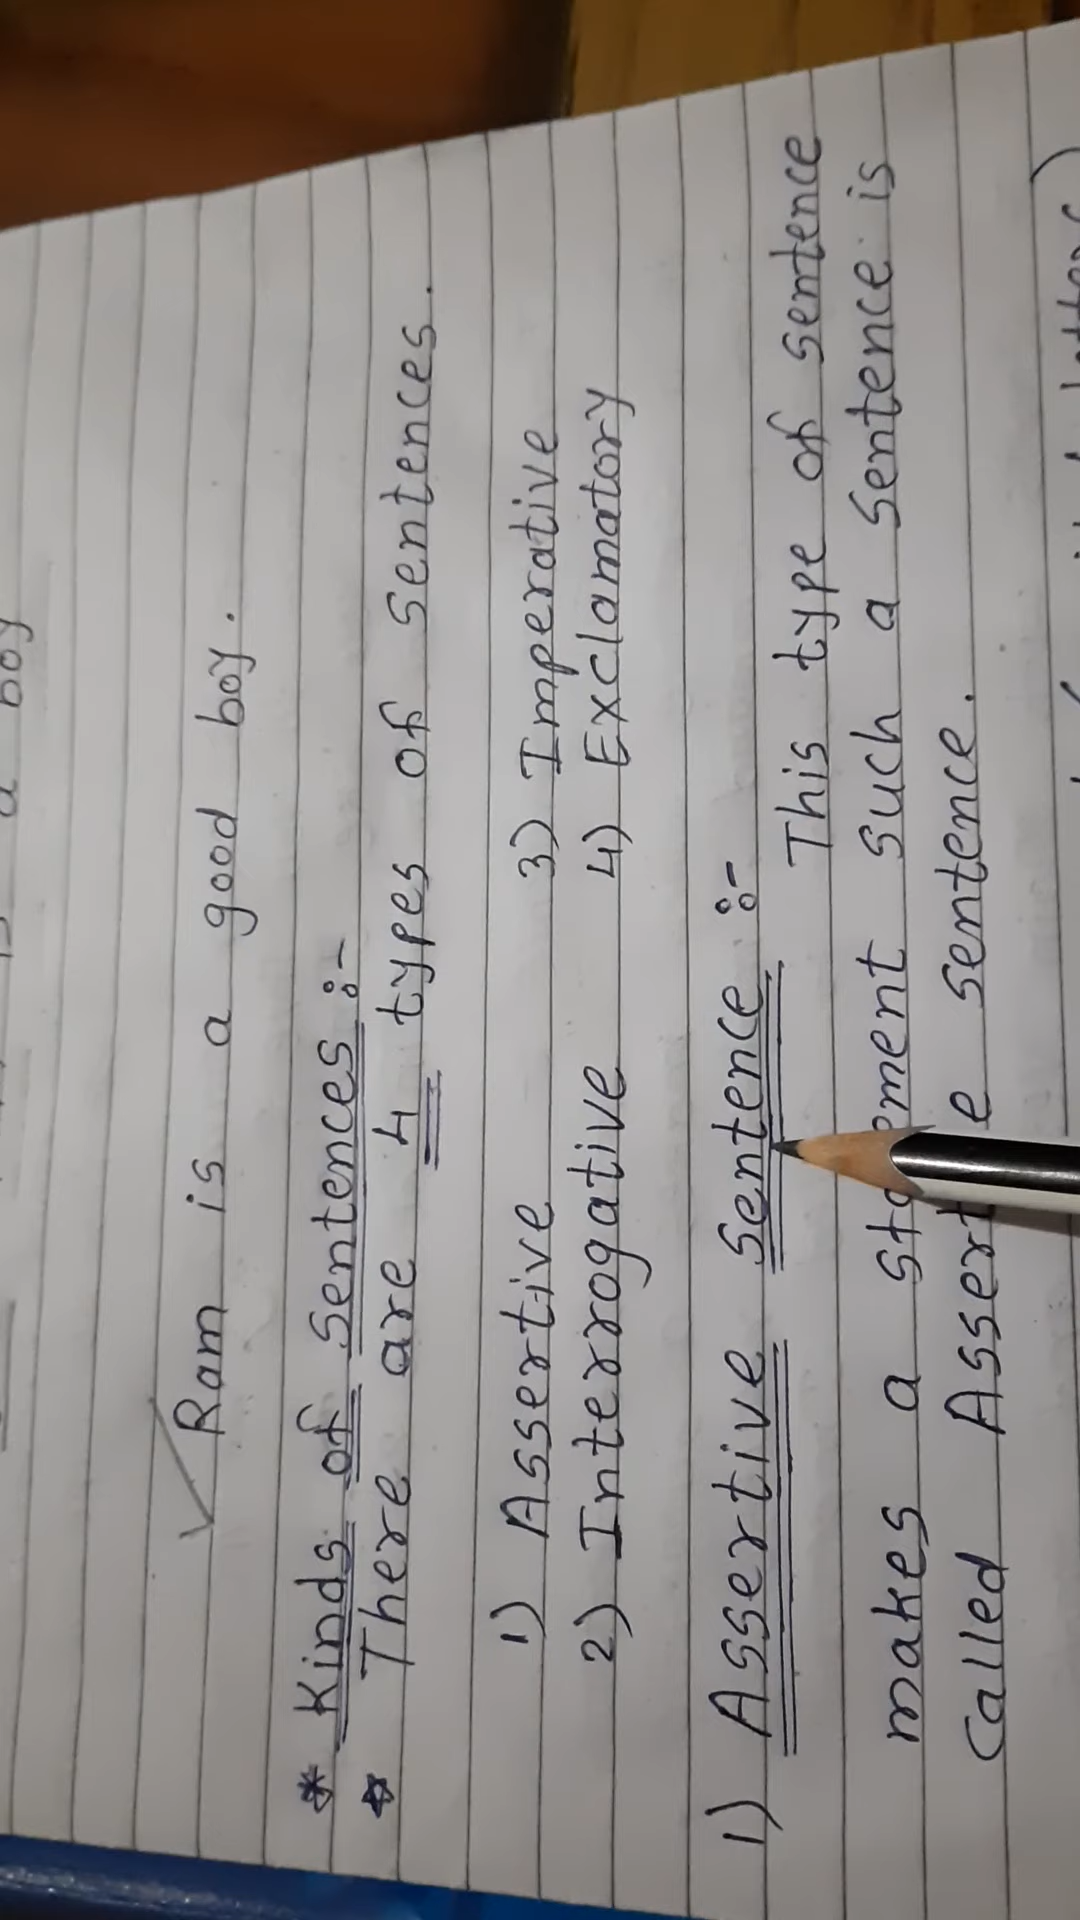 a boy
Ram is a good boy.
* Kinds of Sentences :-
☆ There are 4 types of sentences.
1) Assertive 3) Imperative
2) Interrogative 4) Exclamatory
1) Assertive Sentence :- This type of sentence
makes a statement such a sentence is
called Assertive sentence.